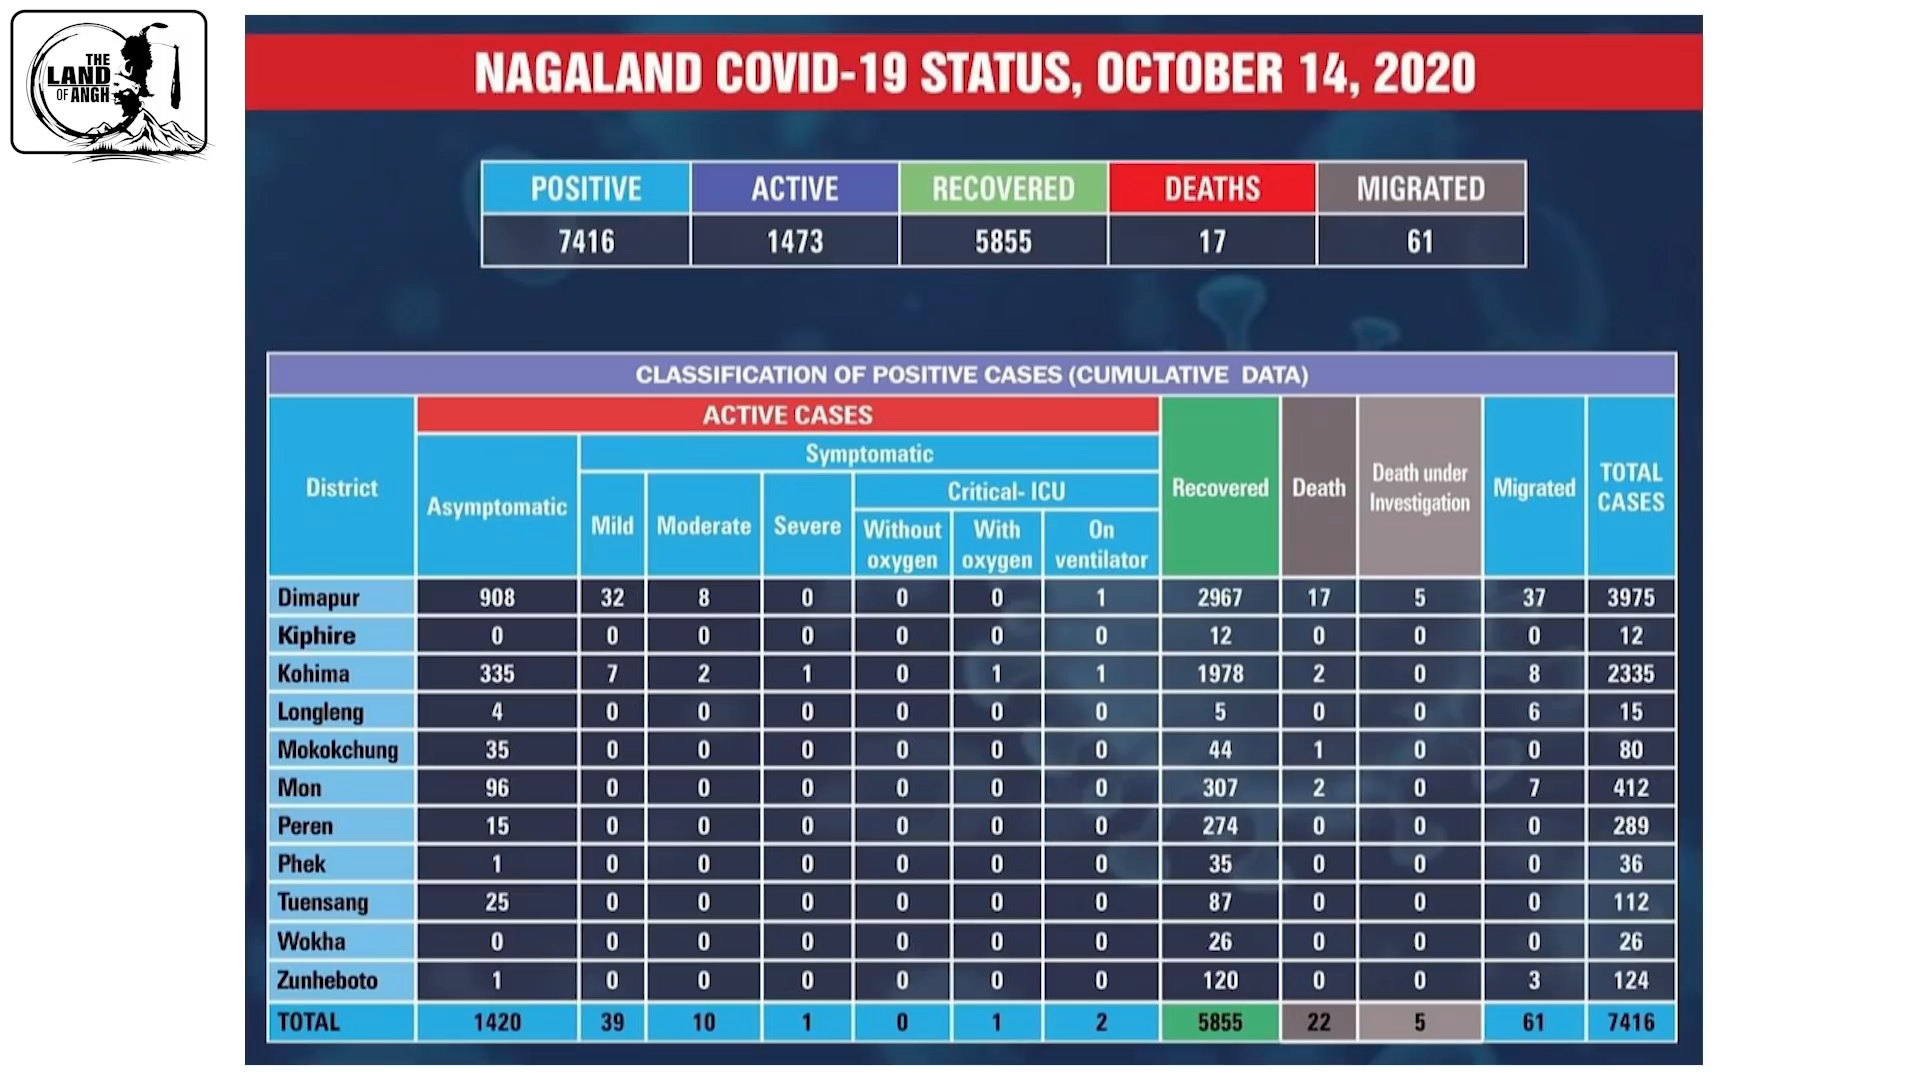 THE
LAND
OF ANGH
NAGALAND COVID-19 STATUS, OCTOBER 14, 2020
POSITIVE ACTIVE RECOVERED DEATHS MIGRATED
7416 1473 5855 17 61
CLASSIFICATION OF POSITIVE CASES (CUMULATIVE DATA)
District
ACTIVE CASES
Asymptomatic
Symptomatic
Mild
Moderate
Severe
Critical- ICU
Without
oxygen
With
oxygen
On
ventilator
Recovered
Death
Death under
Investigation
Migrated
TOTAL
CASES
Dimapur 908 32 8 0 0 0 1 2967 17 5 37 3975
Kiphire 0 0 0 0 0 0 0 12 0 0 0 12
Kohima 335 7 2 1 0 1 1 1978 2 0 8 2335
Longleng 4 0 0 0 0 0 0 5 0 0 6 15
Mokokchung 35 0 0 0 0 0 0 44 1 0 0 80
Mon 96 0 0 0 0 0 0 307 2 0 7 412
Peren 15 0 0 0 0 0 0 274 0 0 0 289
Phek 1 0 0 0 0 0 0 35 0 0 0 36
Tuensang 25 0 0 0 0 0 0 87 0 0 0 112
Wokha 0 0 0 0 0 0 0 26 0 0 0 26
Zunheboto 1 0 0 0 0 0 0 120 0 0 3 124
TOTAL 1420 39 10 1 0 1 2 5855 22 5 61 7416